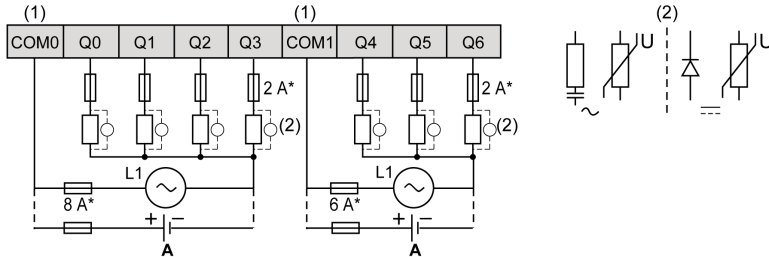 (1) (1) (2)
COM0 Q0 Q1 Q2 Q3 COM1 Q4 Q5 Q6
U U
2 A* 2 A*
(2) (2)
L1 L1
8 A* 6 A*
+ − + −
A A